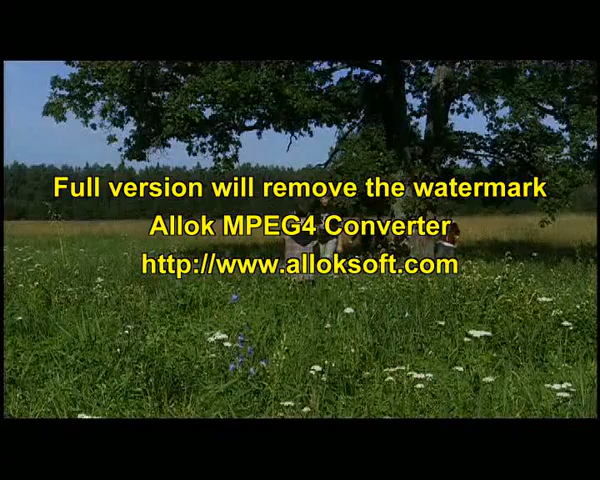 Full version will remove the watermark
Allok MPEG4 Converter
http://www.alloksoft.com